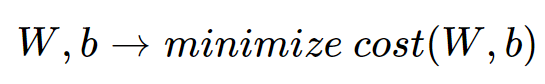 W, b → minimize cost(W, b)